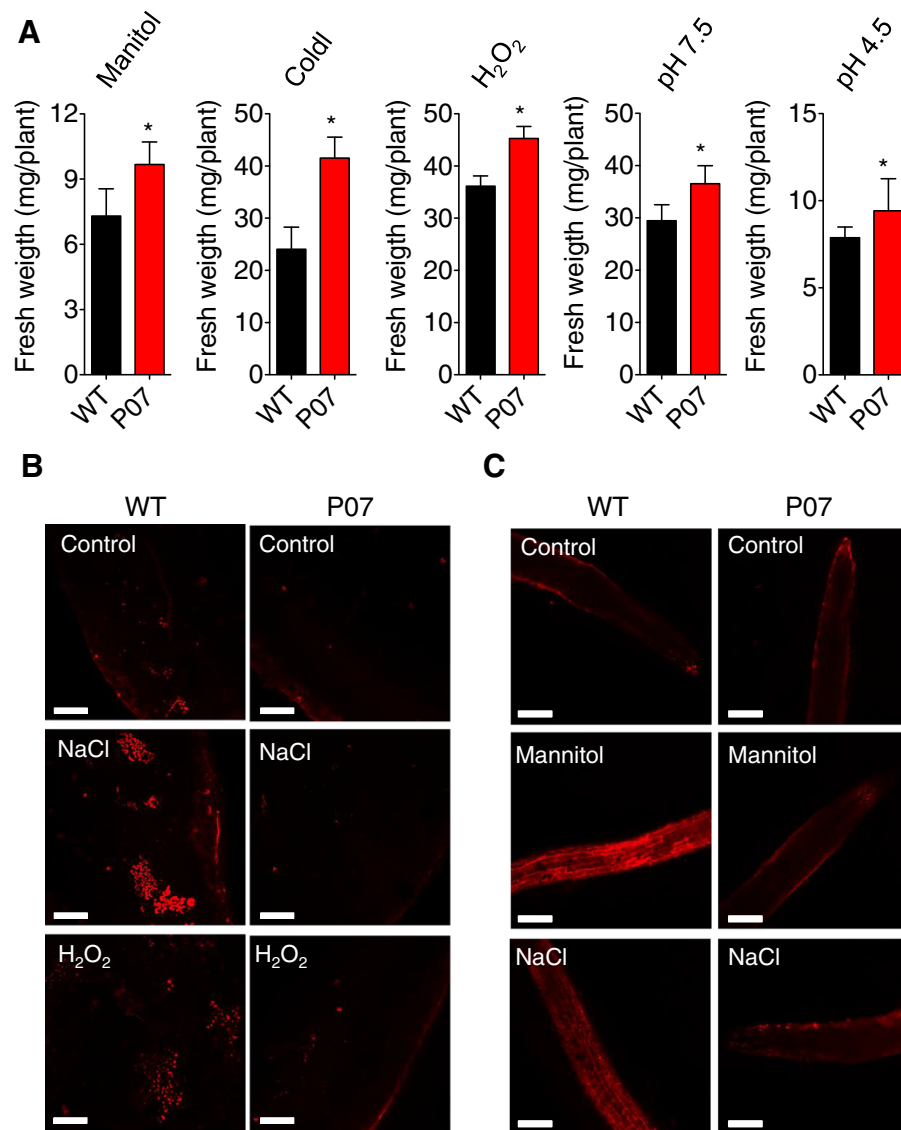 A
Manitol
Coldl
H₂O₂
pH 7.5
pH 4.5
Fresh weigth (mg/plant)
12
9
6
3
0
WT
P07
Fresh weigth (mg/plant)
50
40
30
20
10
0
WT
P07
Fresh weigth (mg/plant)
50
40
30
20
10
0
WT
P07
*
Fresh weigth (mg/plant)
50
40
30
20
10
0
WT
P07
*
Fresh weigth (mg/plant)
15
10
5
0
WT
P07
*
*
*
B
WT
P07
Control
Control
NaCl
NaCl
H₂O₂
H₂O₂
C
WT
P07
Control
Control
Mannitol
Mannitol
NaCl
NaCl